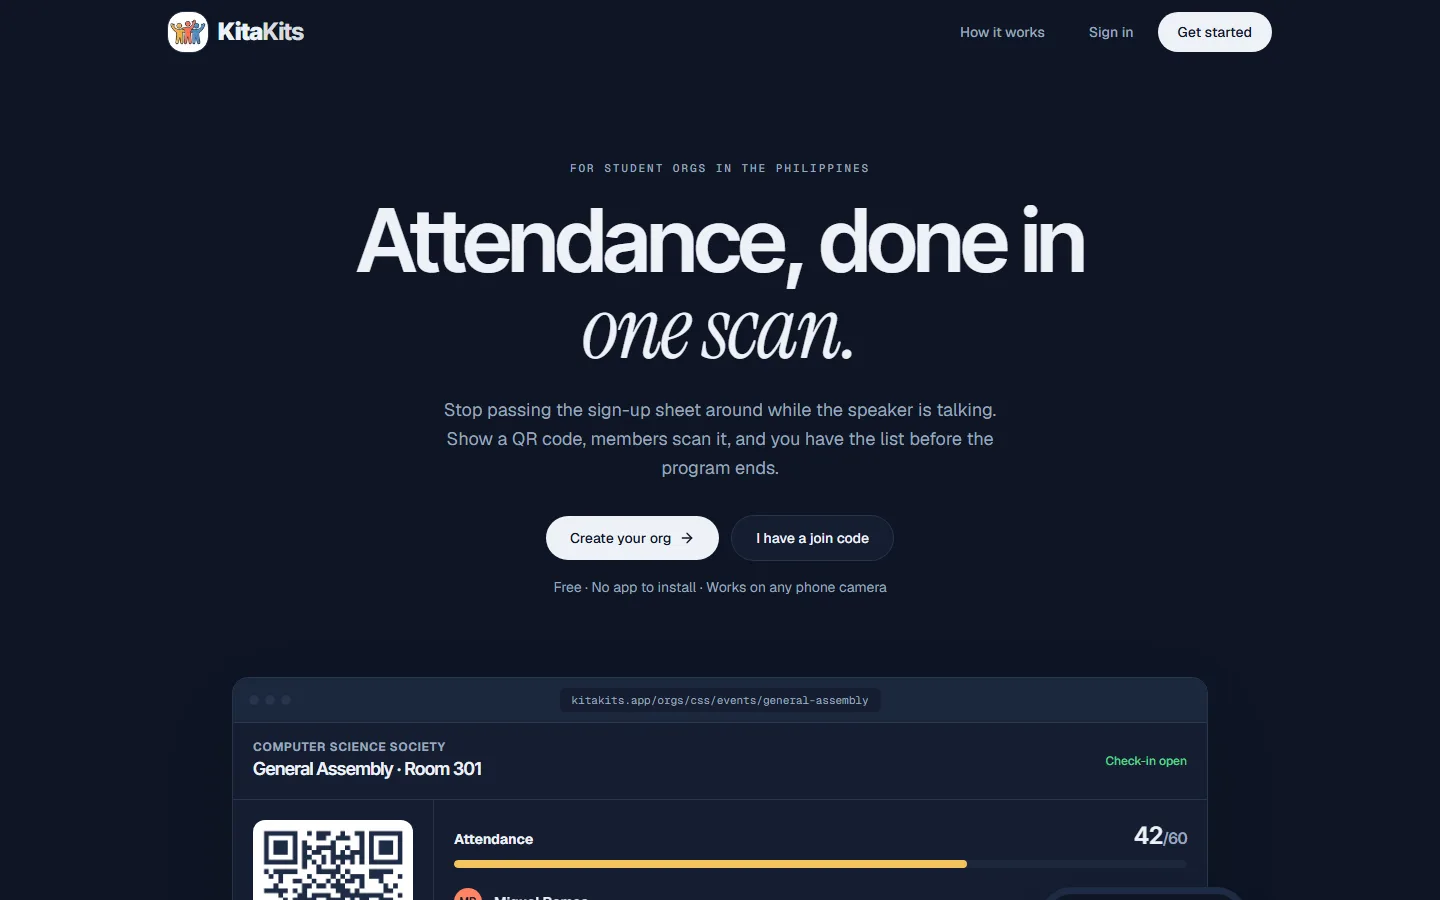 KitaKits
How it works
Sign in
Get started
FOR STUDENT ORGS IN THE PHILIPPINES
Attendance, done in
one scan.
Stop passing the sign-up sheet around while the speaker is talking.
Show a QR code, members scan it, and you have the list before the
program ends.
Create your org →
I have a join code
Free · No app to install · Works on any phone camera
kitakits.app/orgs/css/events/general-assembly
COMPUTER SCIENCE SOCIETY
General Assembly · Room 301
Check-in open
Attendance
42/60